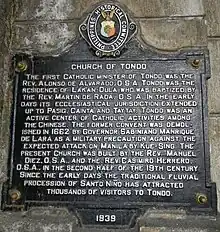 PHILIPPINES HISTORICAL COMMITTEE
CHURCH OF TONDO
THE FIRST CATHOLIC MINISTER OF TONDO WAS THE
REV. ALONSO DE ALVARADO, O.S.A. TONDO WAS THE
RESIDENCE OF LAKAN DULA WHO WAS BAPTIZED BY
THE REV. MARTIN DE RADA, O.S.A. IN THE EARLY
DAYS ITS ECCLESIASTICAL JURISDICTION EXTENDED
UP TO PASIG, CAINTA AND TAYTAY. TONDO WAS AN
ACTIVE CENTER OF CATHOLIC ACTIVITIES AMONG
THE CHINESE. THE FORMER CONVENT WAS DEMOL-
ISHED IN 1662 BY GOVERNOR SABINIANO MANRIQUE
DE LARA AS A MILITARY PRECAUTION AGAINST THE
EXPECTED ATTACK ON MANILA BY KUE-SING. THE
PRESENT CHURCH WAS BUILT BY THE REV. MANUEL
DIEZ, O.S.A., AND THE REV. CASIMIRO HERRERO,
O.S.A., IN THE SECOND HALF OF THE 19TH CENTURY
SINCE THE EARLY DAYS THE TRADITIONAL FLUVIAL
PROCESSION OF SANTO NIÑO HAS ATTRACTED
THOUSANDS OF VISITORS TO TONDO.
1939